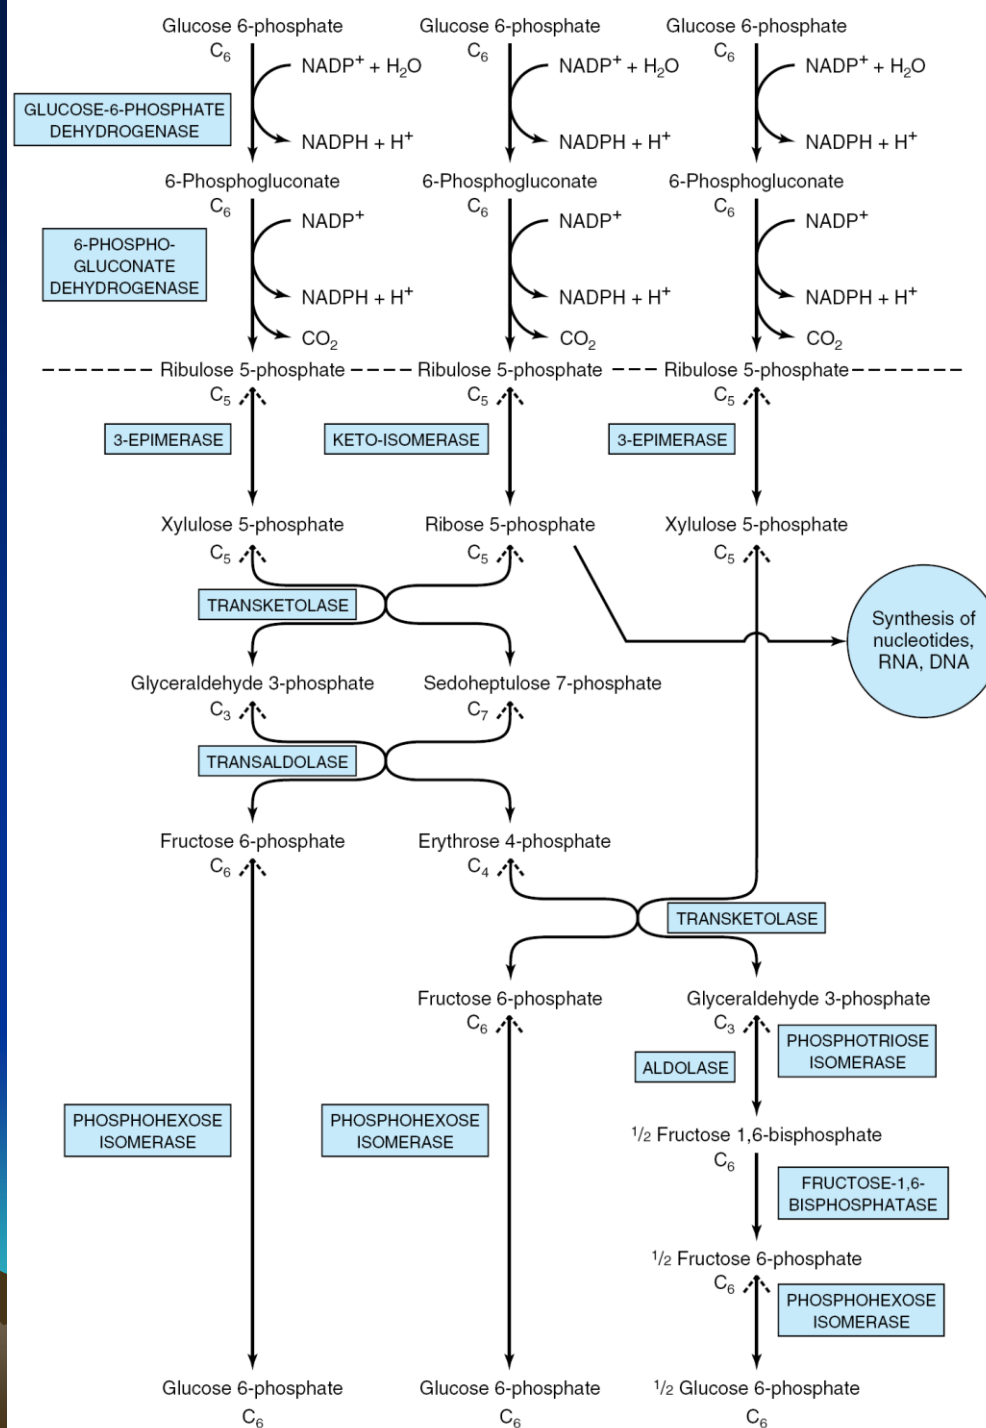 Glucose 6-phosphate Glucose 6-phosphate Glucose 6-phosphate
C6 C6 C6
NADP+ + H2O NADP+ + H2O NADP+ + H2O
GLUCOSE-6-PHOSPHATE
DEHYDROGENASE
NADPH + H+ NADPH + H+ NADPH + H+
6-Phosphogluconate 6-Phosphogluconate 6-Phosphogluconate
C6 C6 C6
NADP+ NADP+ NADP+
6-PHOSPHO-
GLUCONATE
DEHYDROGENASE
NADPH + H+ NADPH + H+ NADPH + H+
CO2 CO2 CO2
Ribulose 5-phosphate Ribulose 5-phosphate Ribulose 5-phosphate
C5 C5 C5
3-EPIMERASE KETO-ISOMERASE 3-EPIMERASE
Xylulose 5-phosphate Ribose 5-phosphate Xylulose 5-phosphate
C5 C5 C5
TRANSKETOLASE
Synthesis of
nucleotides,
RNA, DNA
Glyceraldehyde 3-phosphate Sedoheptulose 7-phosphate
C3 C7
TRANSALDOLASE
Fructose 6-phosphate Erythrose 4-phosphate
C6 C4
TRANSKETOLASE
Fructose 6-phosphate Glyceraldehyde 3-phosphate
C6 C3
PHOSPHOTRIOSE
ISOMERASE
ALDOLASE
PHOSPHOHEXOSE
ISOMERASE
PHOSPHOHEXOSE
ISOMERASE
1/2 Fructose 1,6-bisphosphate
C6
FRUCTOSE-1,6-
BISPHOSPHATASE
1/2 Fructose 6-phosphate
C6
PHOSPHOHEXOSE
ISOMERASE
Glucose 6-phosphate Glucose 6-phosphate 1/2 Glucose 6-phosphate
C6 C6 C6